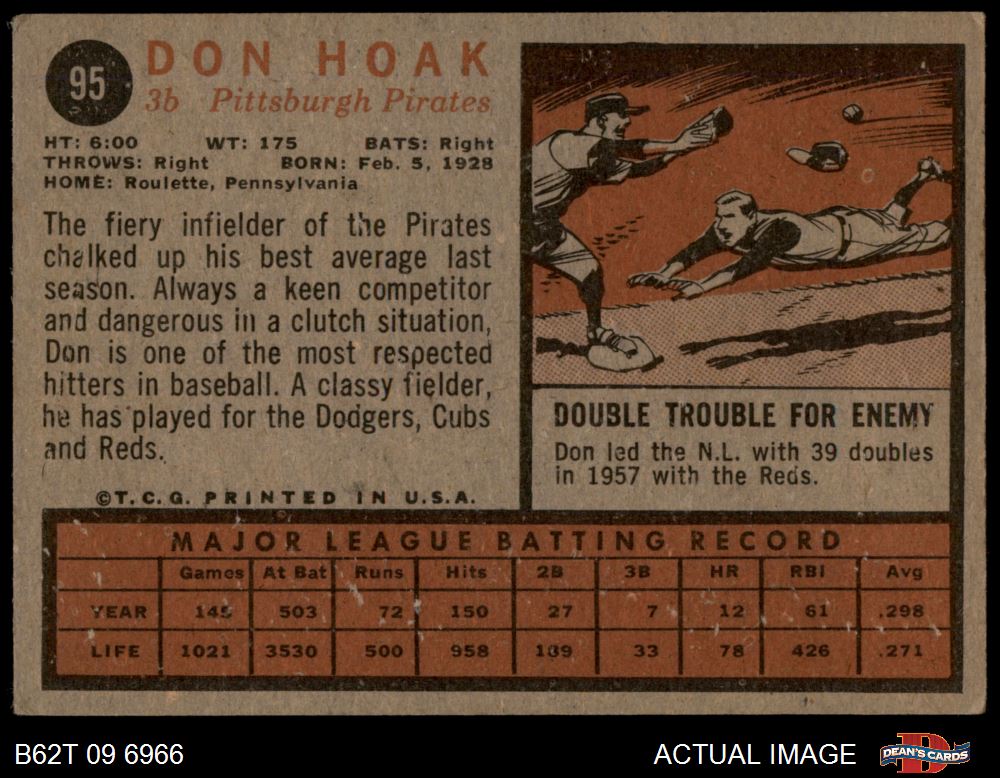 95
DON HOAK
3b Pittsburgh Pirates
HT: 6:00 WT: 175 BATS: Right
THROWS: Right BORN: Feb. 5, 1928
HOME: Roulette, Pennsylvania
The fiery infielder of the Pirates
chalked up his best average last
season. Always a keen competitor
and dangerous in a clutch situation,
Don is one of the most respected
hitters in baseball. A classy fielder,
he has played for the Dodgers, Cubs
and Reds.
©T.C.G. PRINTED IN U.S.A.
DOUBLE TROUBLE FOR ENEMY
Don led the N.L. with 39 doubles
in 1957 with the Reds.
MAJOR LEAGUE BATTING RECORD
Games At Bat Runs Hits 2B 3B HR RBI Avg
YEAR 145 503 72 150 27 7 12 61 .298
LIFE 1021 3530 500 958 189 33 78 426 .271
B62T 09 6966
ACTUAL IMAGE
DEAN'S CARDS